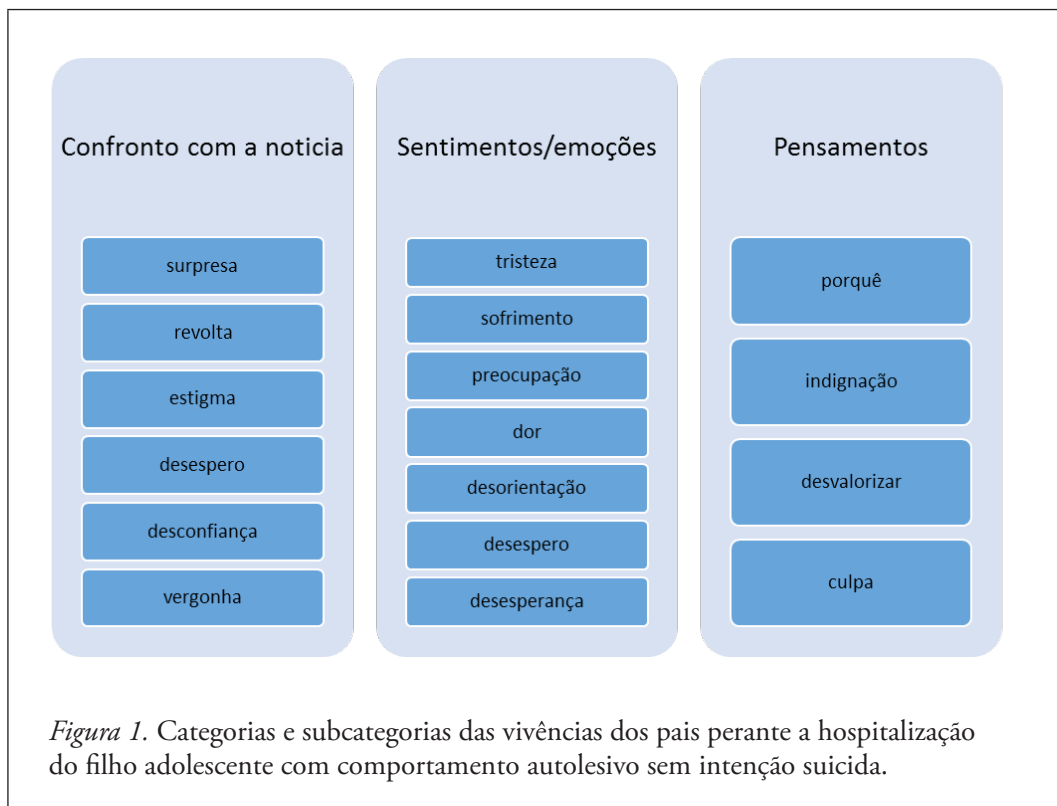 Confronto com a noticia
surpresa
revolta
estigma
desespero
desconfiança
vergonha
Sentimentos/emoções
tristeza
sofrimento
preocupação
dor
desorientação
desespero
desesperança
Pensamentos
porquê
indignação
desvalorizar
culpa
Figura 1. Categorias e subcategorias das vivências dos pais perante a hospitalização
do filho adolescente com comportamento autolesivo sem intenção suicida.